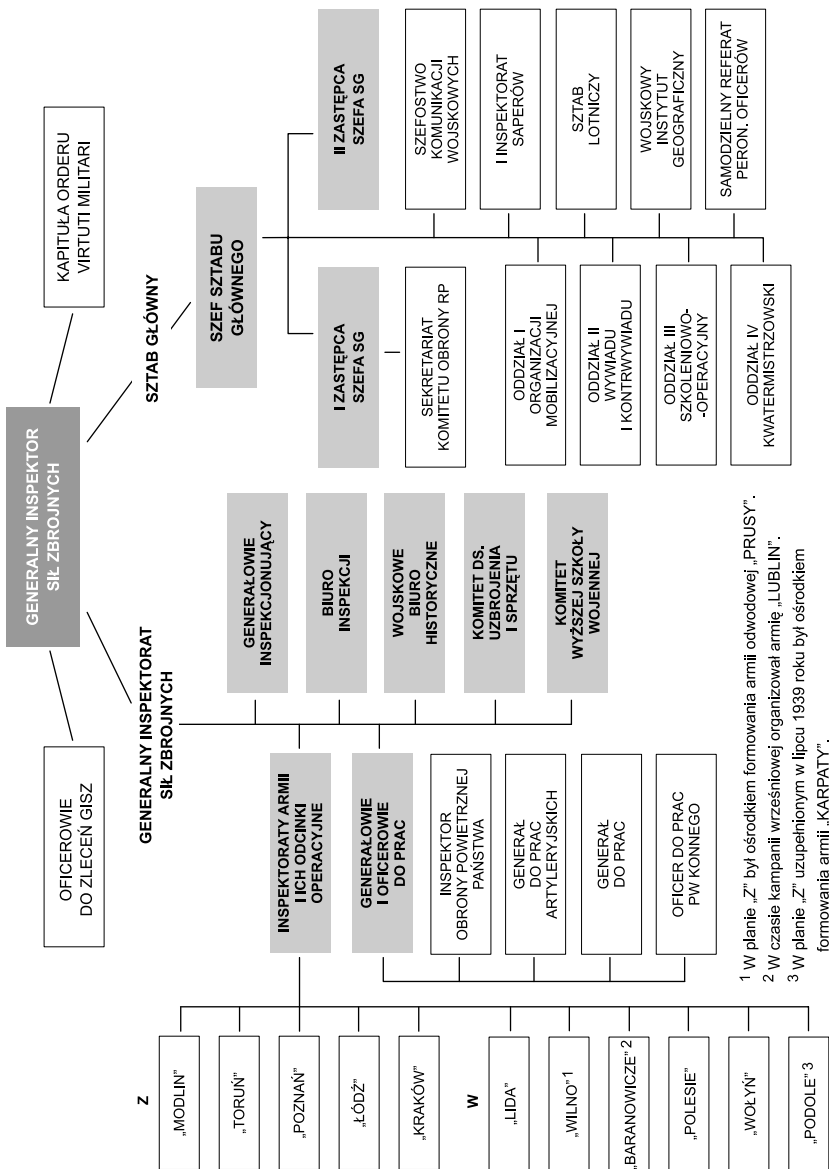 GENERALNY INSPEKTOR
SIŁ ZBROJNYCH
OFICEROWIE
DO ZLECEŃ GISZ
KAPITUŁA ORDERU
VIRTUTI MILITARI
GENERALNY INSPEKTORAT
SIŁ ZBROJNYCH
SZTAB GŁÓWNY
INSPEKTORATY ARMII
I ICH ODCINKI
OPERACYJNE
GENERAŁOWIE
I OFICEROWIE
DO PRAC
INSPEKTOR
OBRONY POWIETRZNEJ
PAŃSTWA
GENERAŁ
DO PRAC
ARTYLERYJSKICH
GENERAŁ
DO PRAC
OFICER DO PRAC
PW KONNEGO
GENERAŁOWIE
INSPEKCJONUJĄCY
BIURO
INSPEKCJI
WOJSKOWE
BIURO
HISTORYCZNE
KOMITET DS.
UZBROJENIA
I SPRZĘTU
KOMITET
WYŻSZEJ SZKOŁY
WOJENNEJ
SZEF SZTABU
GŁÓWNEGO
I ZASTĘPCA
SZEFA SG
II ZASTĘPCA
SZEFA SG
SEKRETARIAT
KOMITETU OBRONY RP
ODDZIAŁ I
ORGANIZACJI
MOBILIZACYJNEJ
ODDZIAŁ II
WYWIADU
I KONTRWYWIADU
ODDZIAŁ III
SZKOLENIOWO-
-OPERACYJNY
ODDZIAŁ IV
KWATERMISTRZOWSKI
SZEFOSTWO
KOMUNIKACJI
WOJSKOWYCH
I INSPEKTORAT
SAPERÓW
SZTAB
LOTNICZY
WOJSKOWY
INSTYTUT
GEOGRAFICZNY
SAMODZIELNY REFERAT
PERON. OFICERÓW
Z
„MODLIN”
„TORUŃ”
„POZNAŃ”
„ŁÓDŹ”
„KRAKÓW”
W
„LIDA”
„WILNO” 1
„BARANOWICZE” 2
„POLESIE”
„WOŁYŃ”
„PODOLE” 3
1 W planie „Z” był ośrodkiem formowania armii odwodowej „PRUSY”.
2 W czasie kampanii wrześniowej organizował armię „LUBLIN”.
3 W planie „Z” uzupełnionym w lipcu 1939 roku był ośrodkiem
formowania armii „KARPATY”.